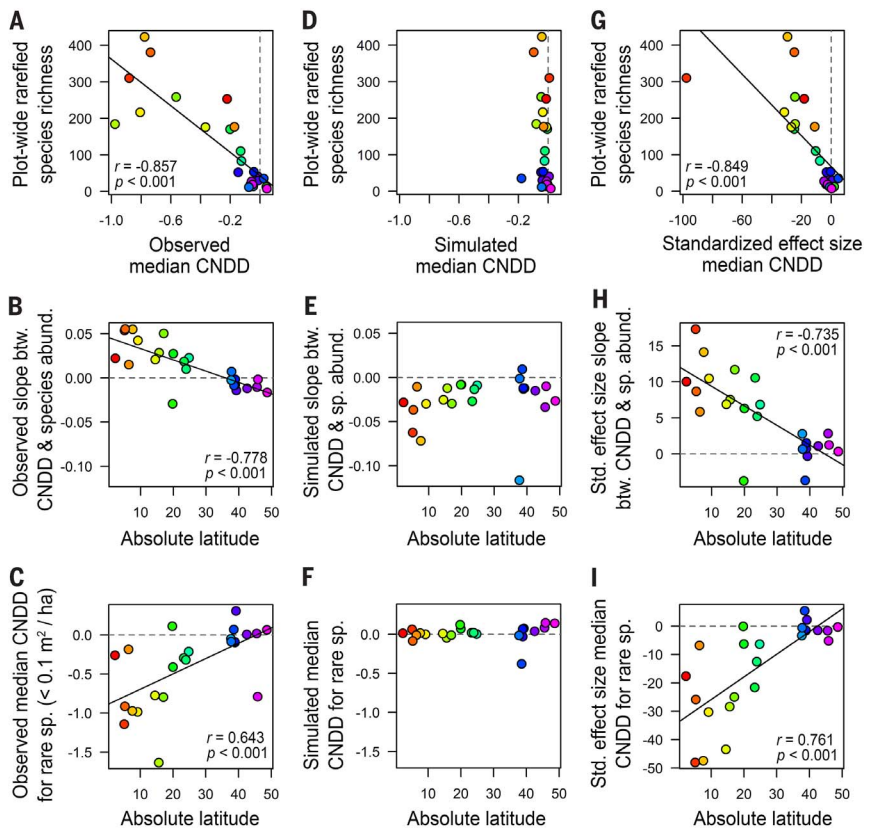 A
Plot-wide rarefied
species richness
400
300
200
100
0
r = -0.857
p < 0.001
-1.0
-0.6
-0.2
Observed
median CNDD
D
Plot-wide rarefied
species richness
400
300
200
100
0
-1.0
-0.6
-0.2
Simulated
median CNDD
G
Plot-wide rarefied
species richness
400
300
200
100
0
r = -0.849
p < 0.001
-100
-60
-20
0
Standardized effect size
median CNDD
B
Observed slope btw.
CNDD & species abund.
0.05
0.00
-0.05
-0.10
r = -0.778
p < 0.001
10
20
30
40
50
Absolute latitude
E
Simulated slope btw.
CNDD & sp. abund.
0.05
0.00
-0.05
-0.10
10
20
30
40
50
Absolute latitude
H
Std. effect size slope
btw. CNDD & sp. abund.
15
10
5
0
r = -0.735
p < 0.001
10
20
30
40
50
Absolute latitude
C
Observed median CNDD
for rare sp. (< 0.1 m² / ha)
0.0
-0.5
-1.0
-1.5
r = 0.643
p < 0.001
10
20
30
40
50
Absolute latitude
F
Simulated median
CNDD for rare sp.
0.0
-0.5
-1.0
-1.5
10
20
30
40
50
Absolute latitude
I
Std. effect size median
CNDD for rare sp.
0
-10
-20
-30
-40
-50
r = 0.761
p < 0.001
10
20
30
40
50
Absolute latitude